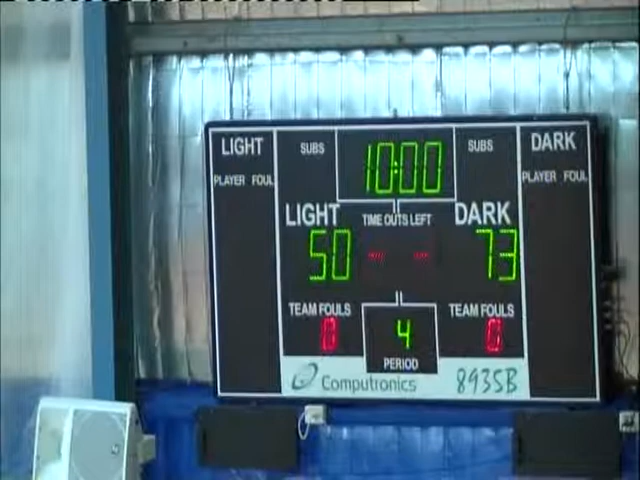 LIGHT SUBS 10:00 SUBS DARK
PLAYER FOUL PLAYER FOUL
LIGHT TIME OUTS LEFT DARK
50 - - 73
TEAM FOULS TEAM FOULS
0 4 0
PERIOD
Computronics 8935B